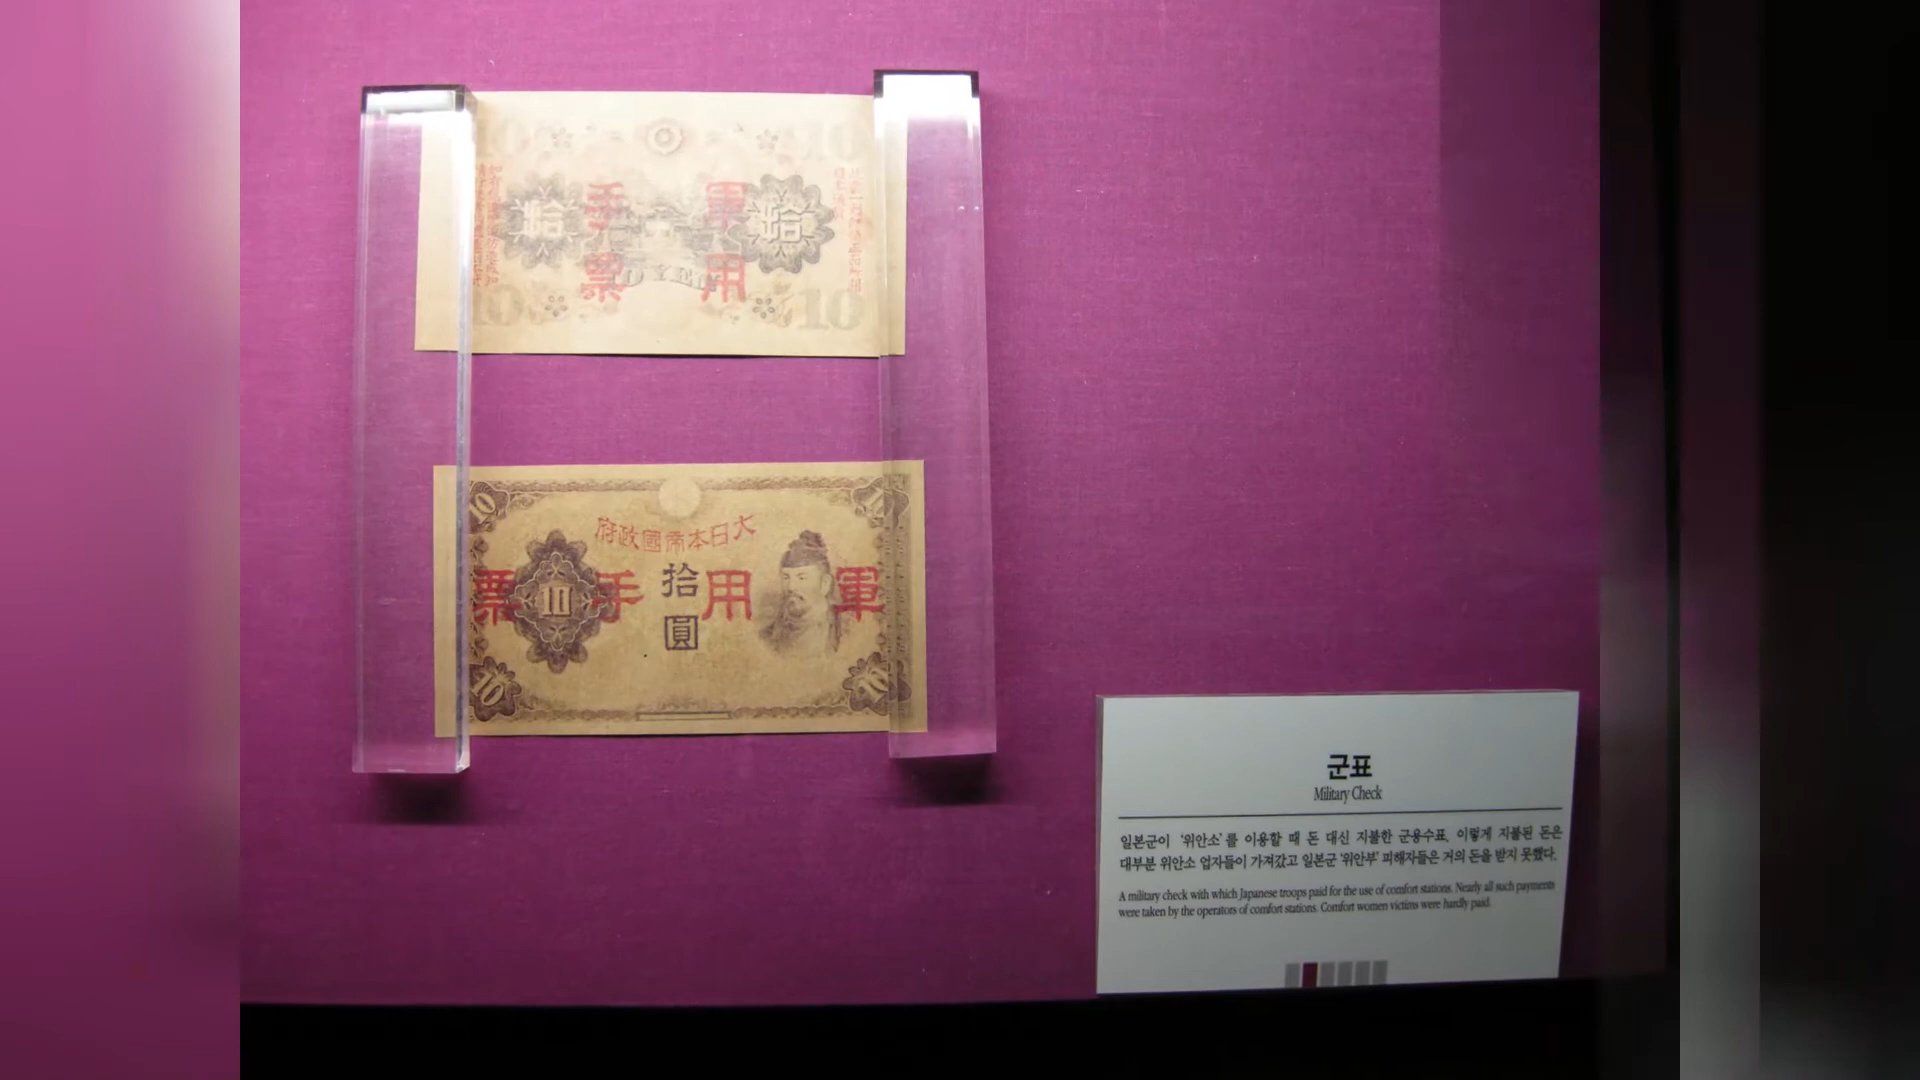 10 10
拾 手 軍 拾
票 用
10 YEN
10 10
10
府政國帝本日大
票 10 手 拾 用 軍
圓
10 10
군표
Military Check
일본군이 ‘위안소’를 이용할 때 돈 대신 지불한 군용수표. 이렇게 지불된 돈은
대부분 위안소 업자들이 가져갔고 일본군 ‘위안부’ 피해자들은 거의 돈을 받지 못했다.
A military check with which Japanese troops paid for the use of comfort stations. Nearly all such payments
were taken by the operators of comfort stations. Comfort women victims were hardly paid.